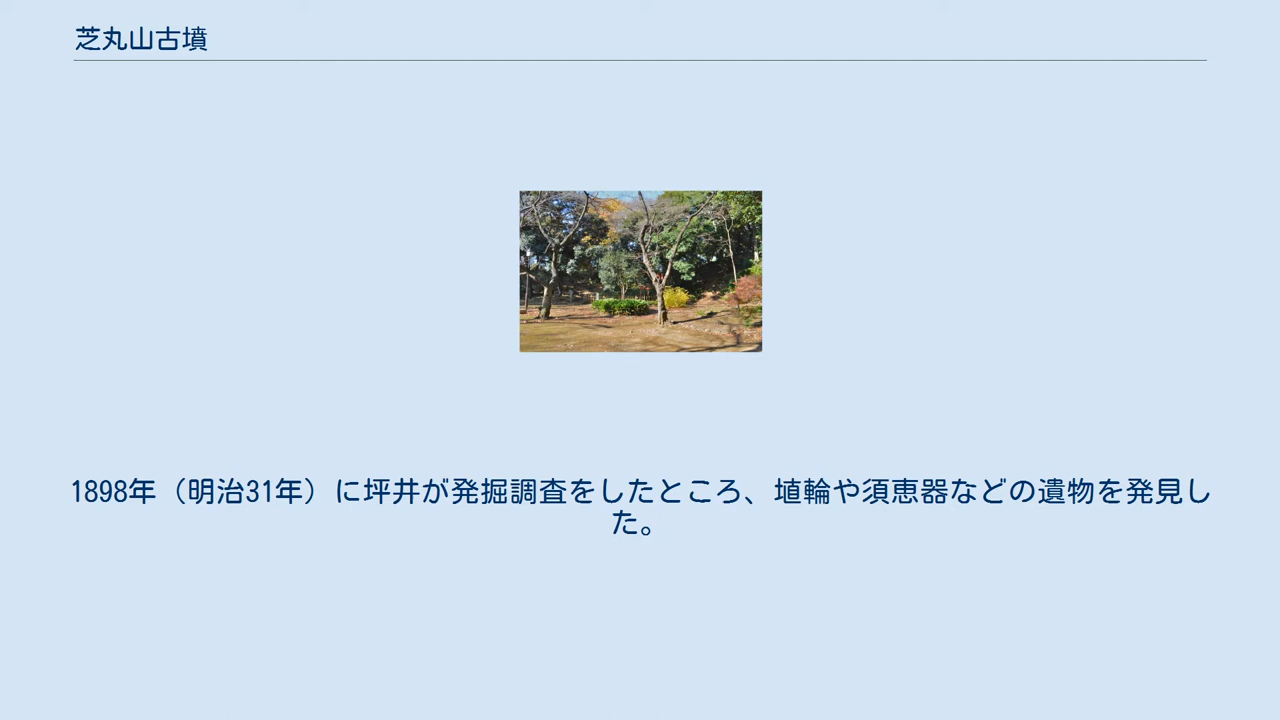 芝丸山古墳
1898年（明治31年）に坪井が発掘調査をしたところ、埴輪や須恵器などの遺物を発見し
た。